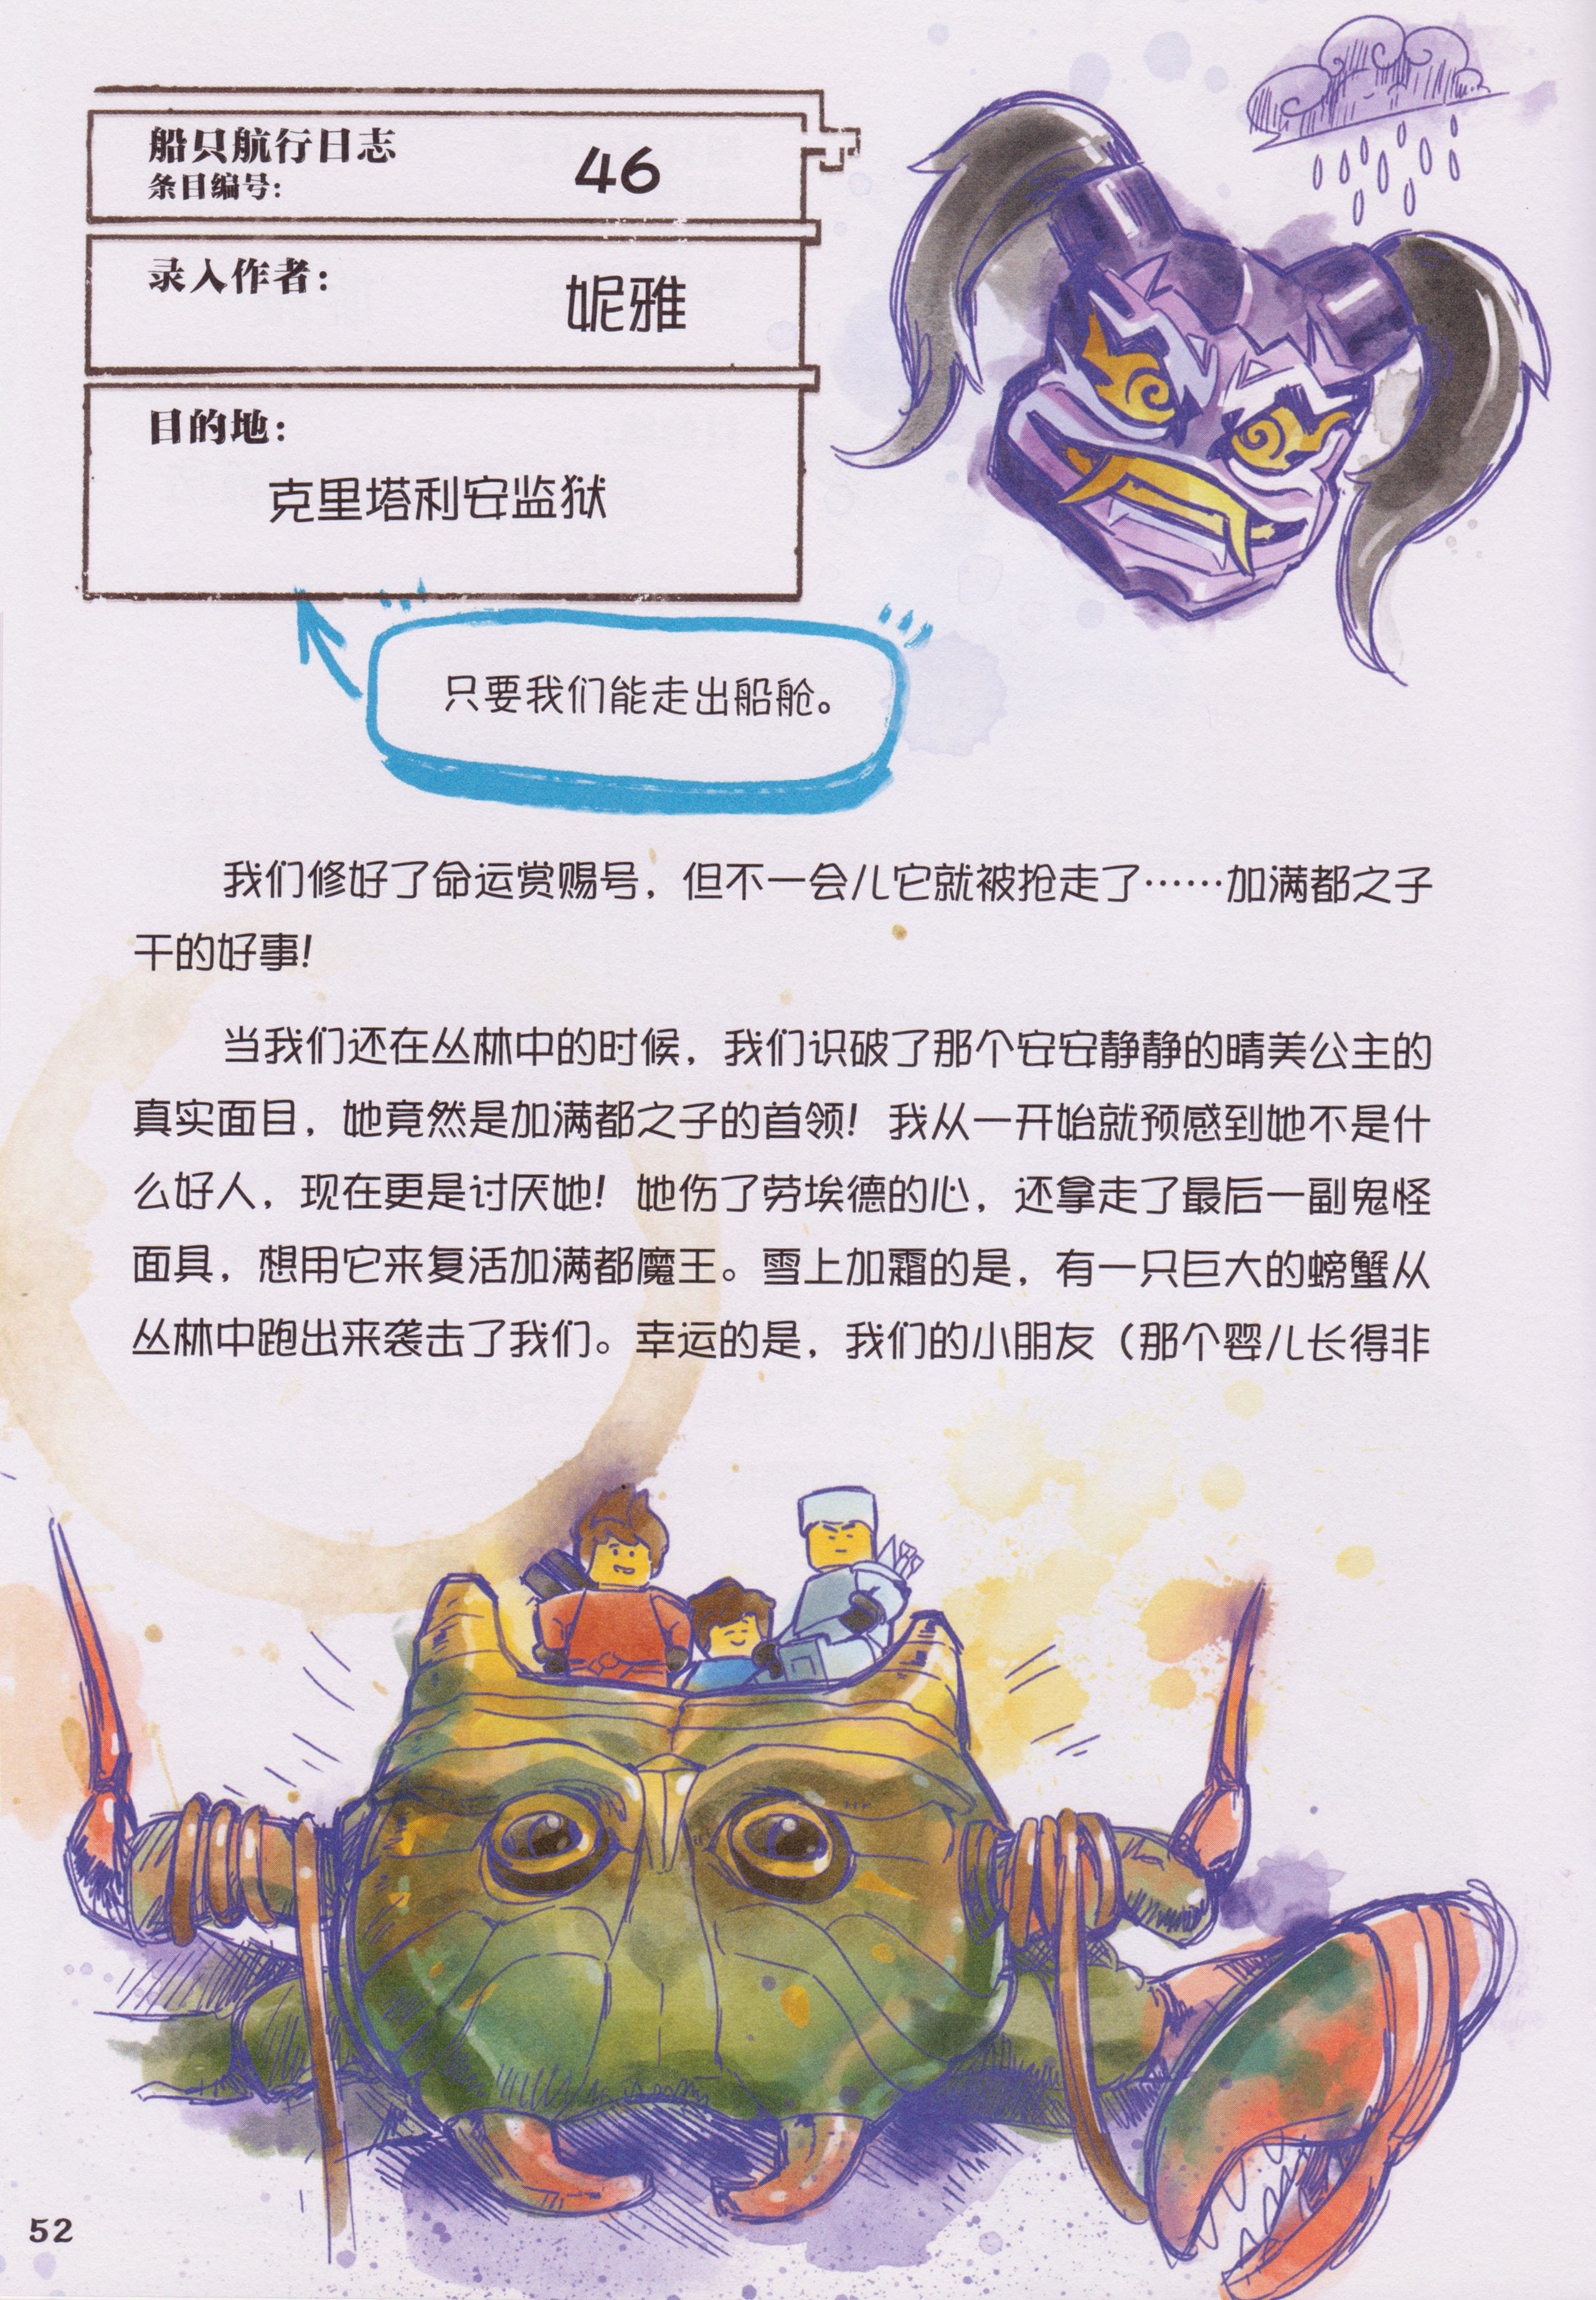 船只航行日志
条目编号：
46
录入作者：
妮雅
目的地：
克里塔利安监狱
只要我们能走出船舱。
我们修好了命运赏赐号，但不一会儿它就被抢走了……加满都之子
干的好事！
当我们还在丛林中的时候，我们识破了那个安安静静的晴美公主的
真实面目，她竟然是加满都之子的首领！我从一开始就预感到她不是什
么好人，现在更是讨厌她！她伤了劳埃德的心，还拿走了最后一副鬼怪
面具，想用它来复活加满都魔王。雪上加霜的是，有一只巨大的螃蟹从
丛林中跑出来袭击了我们。幸运的是，我们的小朋友（那个婴儿长得非
52